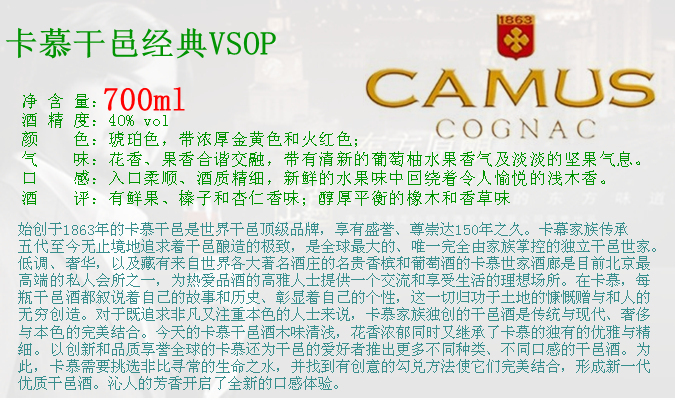 卡慕干邑经典VSOP
1863
CAMUS
COGNAC
净 含 量：700ml
酒 精 度：40% vol
颜 色：琥珀色，带浓厚金黄色和火红色；
气 味：花香、果香合谐交融，带有清新的葡萄柚水果香气及淡淡的坚果气息。
口 感：入口柔顺、酒质精细，新鲜的水果味中回绕着令人愉悦的浅木香。
酒 评：有鲜果、榛子和杏仁香味；醇厚平衡的橡木和香草味
始创于1863年的卡慕干邑是世界干邑顶级品牌，享有盛誉、尊崇达150年之久。卡幕家族传承
五代至今无止境地追求着干邑酿造的极致，是全球最大的、唯一完全由家族掌控的独立干邑世家。
低调、奢华，以及藏有来自世界各大著名酒庄的名贵香槟和葡萄酒的卡慕世家酒廊是目前北京最
高端的私人会所之一，为热爱品酒的高雅人士提供一个交流和享受生活的理想场所。在卡慕，每
瓶干邑酒都叙说着自己的故事和历史、彰显着自己的个性，这一切归功于土地的慷慨赠与和人的
无穷创造。对于既追求非凡又注重本色的人士来说，卡慕家族独创的干邑酒是传统与现代、奢侈
与本色的完美结合。今天的卡慕干邑酒木味清浅，花香浓郁同时又继承了卡慕的独有的优雅与精
细。以创新和品质享誉全球的卡慕还为干邑的爱好者推出更多不同种类、不同口感的干邑酒。为
此，卡慕需要挑选非比寻常的生命之水，并找到有创意的勾兑方法使它们完美结合，形成新一代
优质干邑酒。沁人的芳香开启了全新的口感体验。